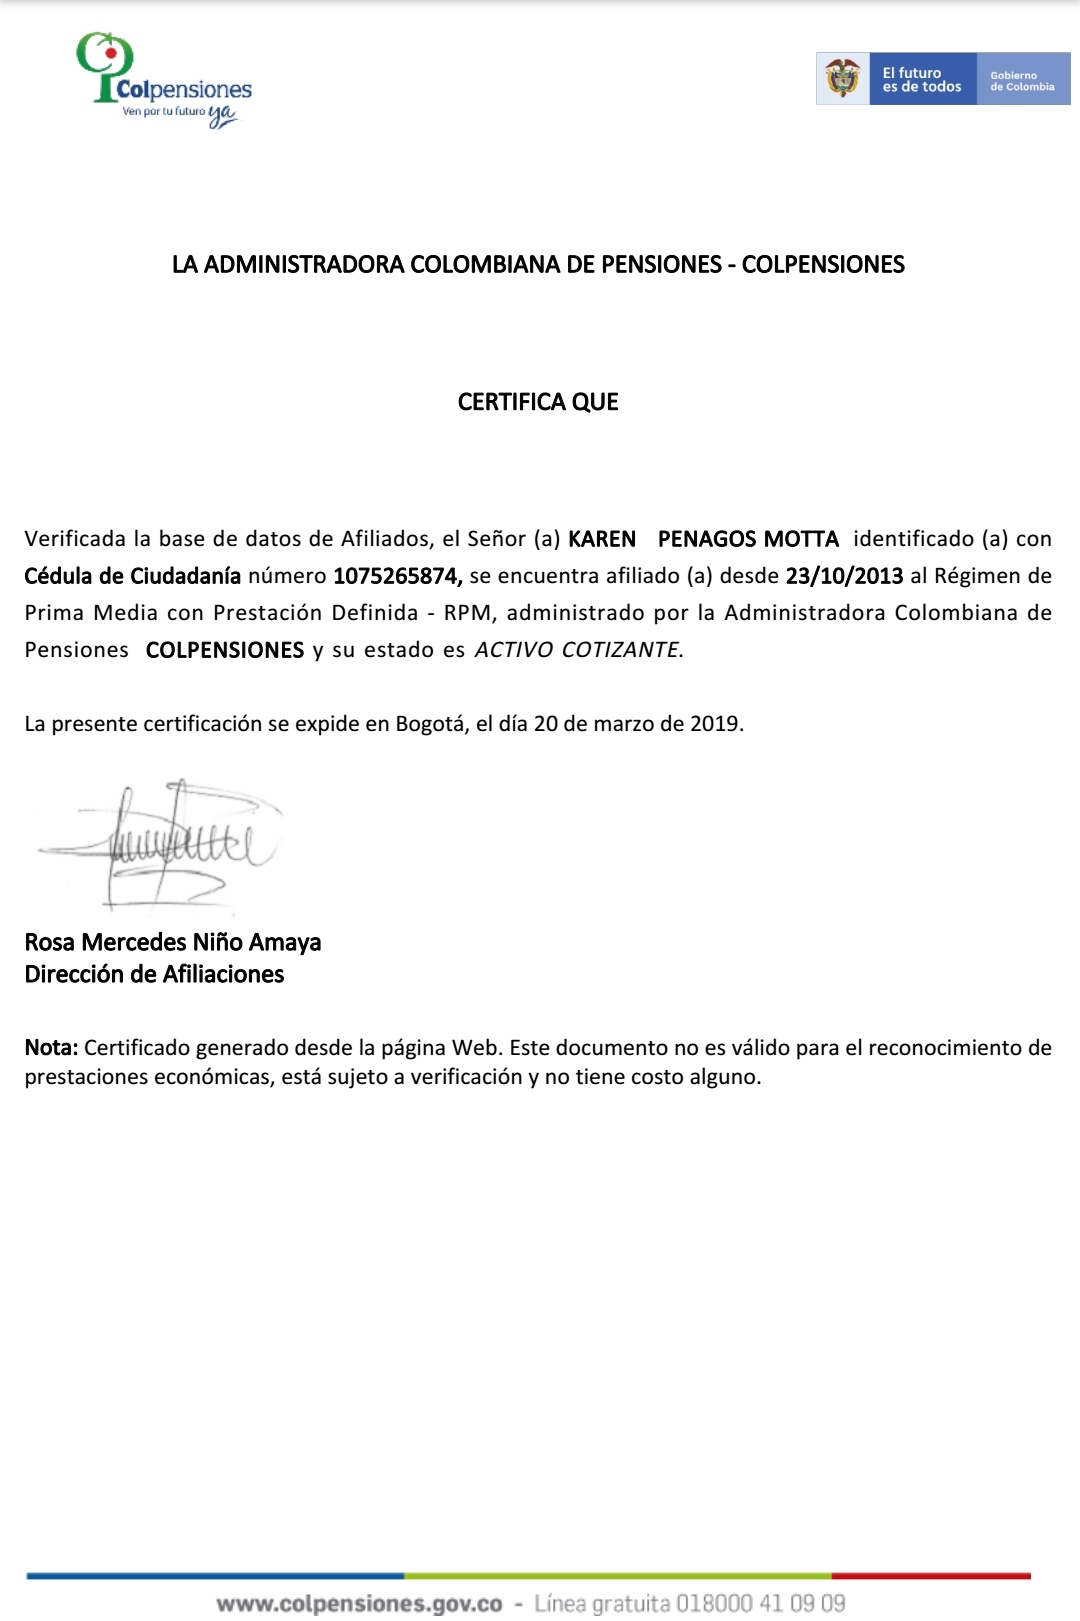 Colpensiones
Ven por tu futuro ya
El futuro
es de todos
Gobierno
de Colombia
LA ADMINISTRADORA COLOMBIANA DE PENSIONES - COLPENSIONES
CERTIFICA QUE
Verificada la base de datos de Afiliados, el Señor (a) KAREN PENAGOS MOTTA identificado (a) con
Cédula de Ciudadanía número 1075265874, se encuentra afiliado (a) desde 23/10/2013 al Régimen de
Prima Media con Prestación Definida - RPM, administrado por la Administradora Colombiana de
Pensiones COLPENSIONES y su estado es ACTIVO COTIZANTE.
La presente certificación se expide en Bogotá, el día 20 de marzo de 2019.
Rosa Mercedes Niño Amaya
Dirección de Afiliaciones
Nota: Certificado generado desde la página Web. Este documento no es válido para el reconocimiento de
prestaciones económicas, está sujeto a verificación y no tiene costo alguno.
www.colpensiones.gov.co - Línea gratuita 018000 41 09 09